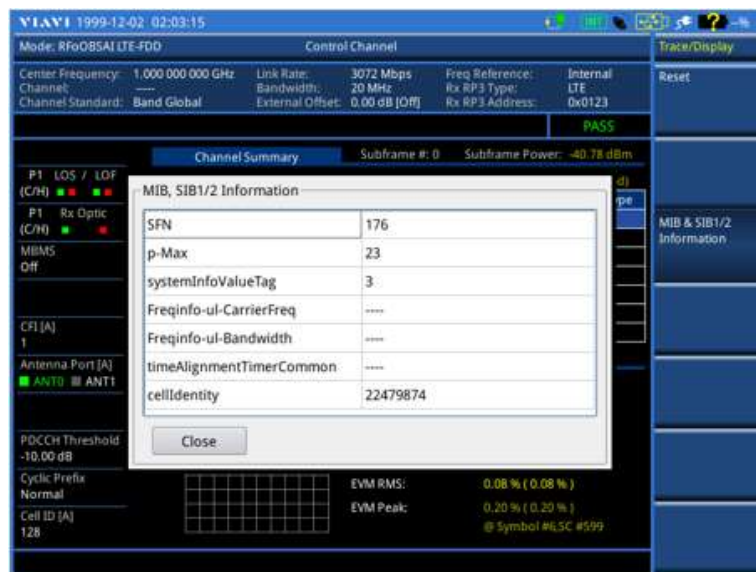 VIAVI 1999-12-02 02:03:15
Mode: RFoOBSAI LTE-FDD Control Channel Trace/Display
Center Frequency: 1.000 000 000 GHz Link Rate: 3072 Mbps Freq Reference: Internal Reset
Channel: ---- Bandwidth: 20 MHz Rx RP3 Type: LTE
Channel Standard: Band Global External Offset: 0.00 dB [Off] Rx RP3 Address: 0x0123
PASS
Channel Summary Subframe #: 0 Subframe Power: -40.78 dBm
P1 LOS / LOF
(C/H)
MIB, SIB1/2 Information
P1 Rx Optic
(C/H)
SFN 176
MIB & SIB1/2
Information
MBMS
Off
p-Max 23
systemInfoValueTag 3
Freqinfo-ul-CarrierFreq ----
CFI [A]
1
Freqinfo-ul-Bandwidth ----
Antenna Port [A]
ANT0 ANT1
timeAlignmentTimerCommon ----
cellIdentity 22479874
PDCCH Threshold
-10.00 dB
Close
Cyclic Prefix
Normal
EVM RMS: 0.08 % ( 0.08 % )
Cell ID [A]
128
EVM Peak: 0.20 % ( 0.20 % )
@ Symbol #6,SC #599